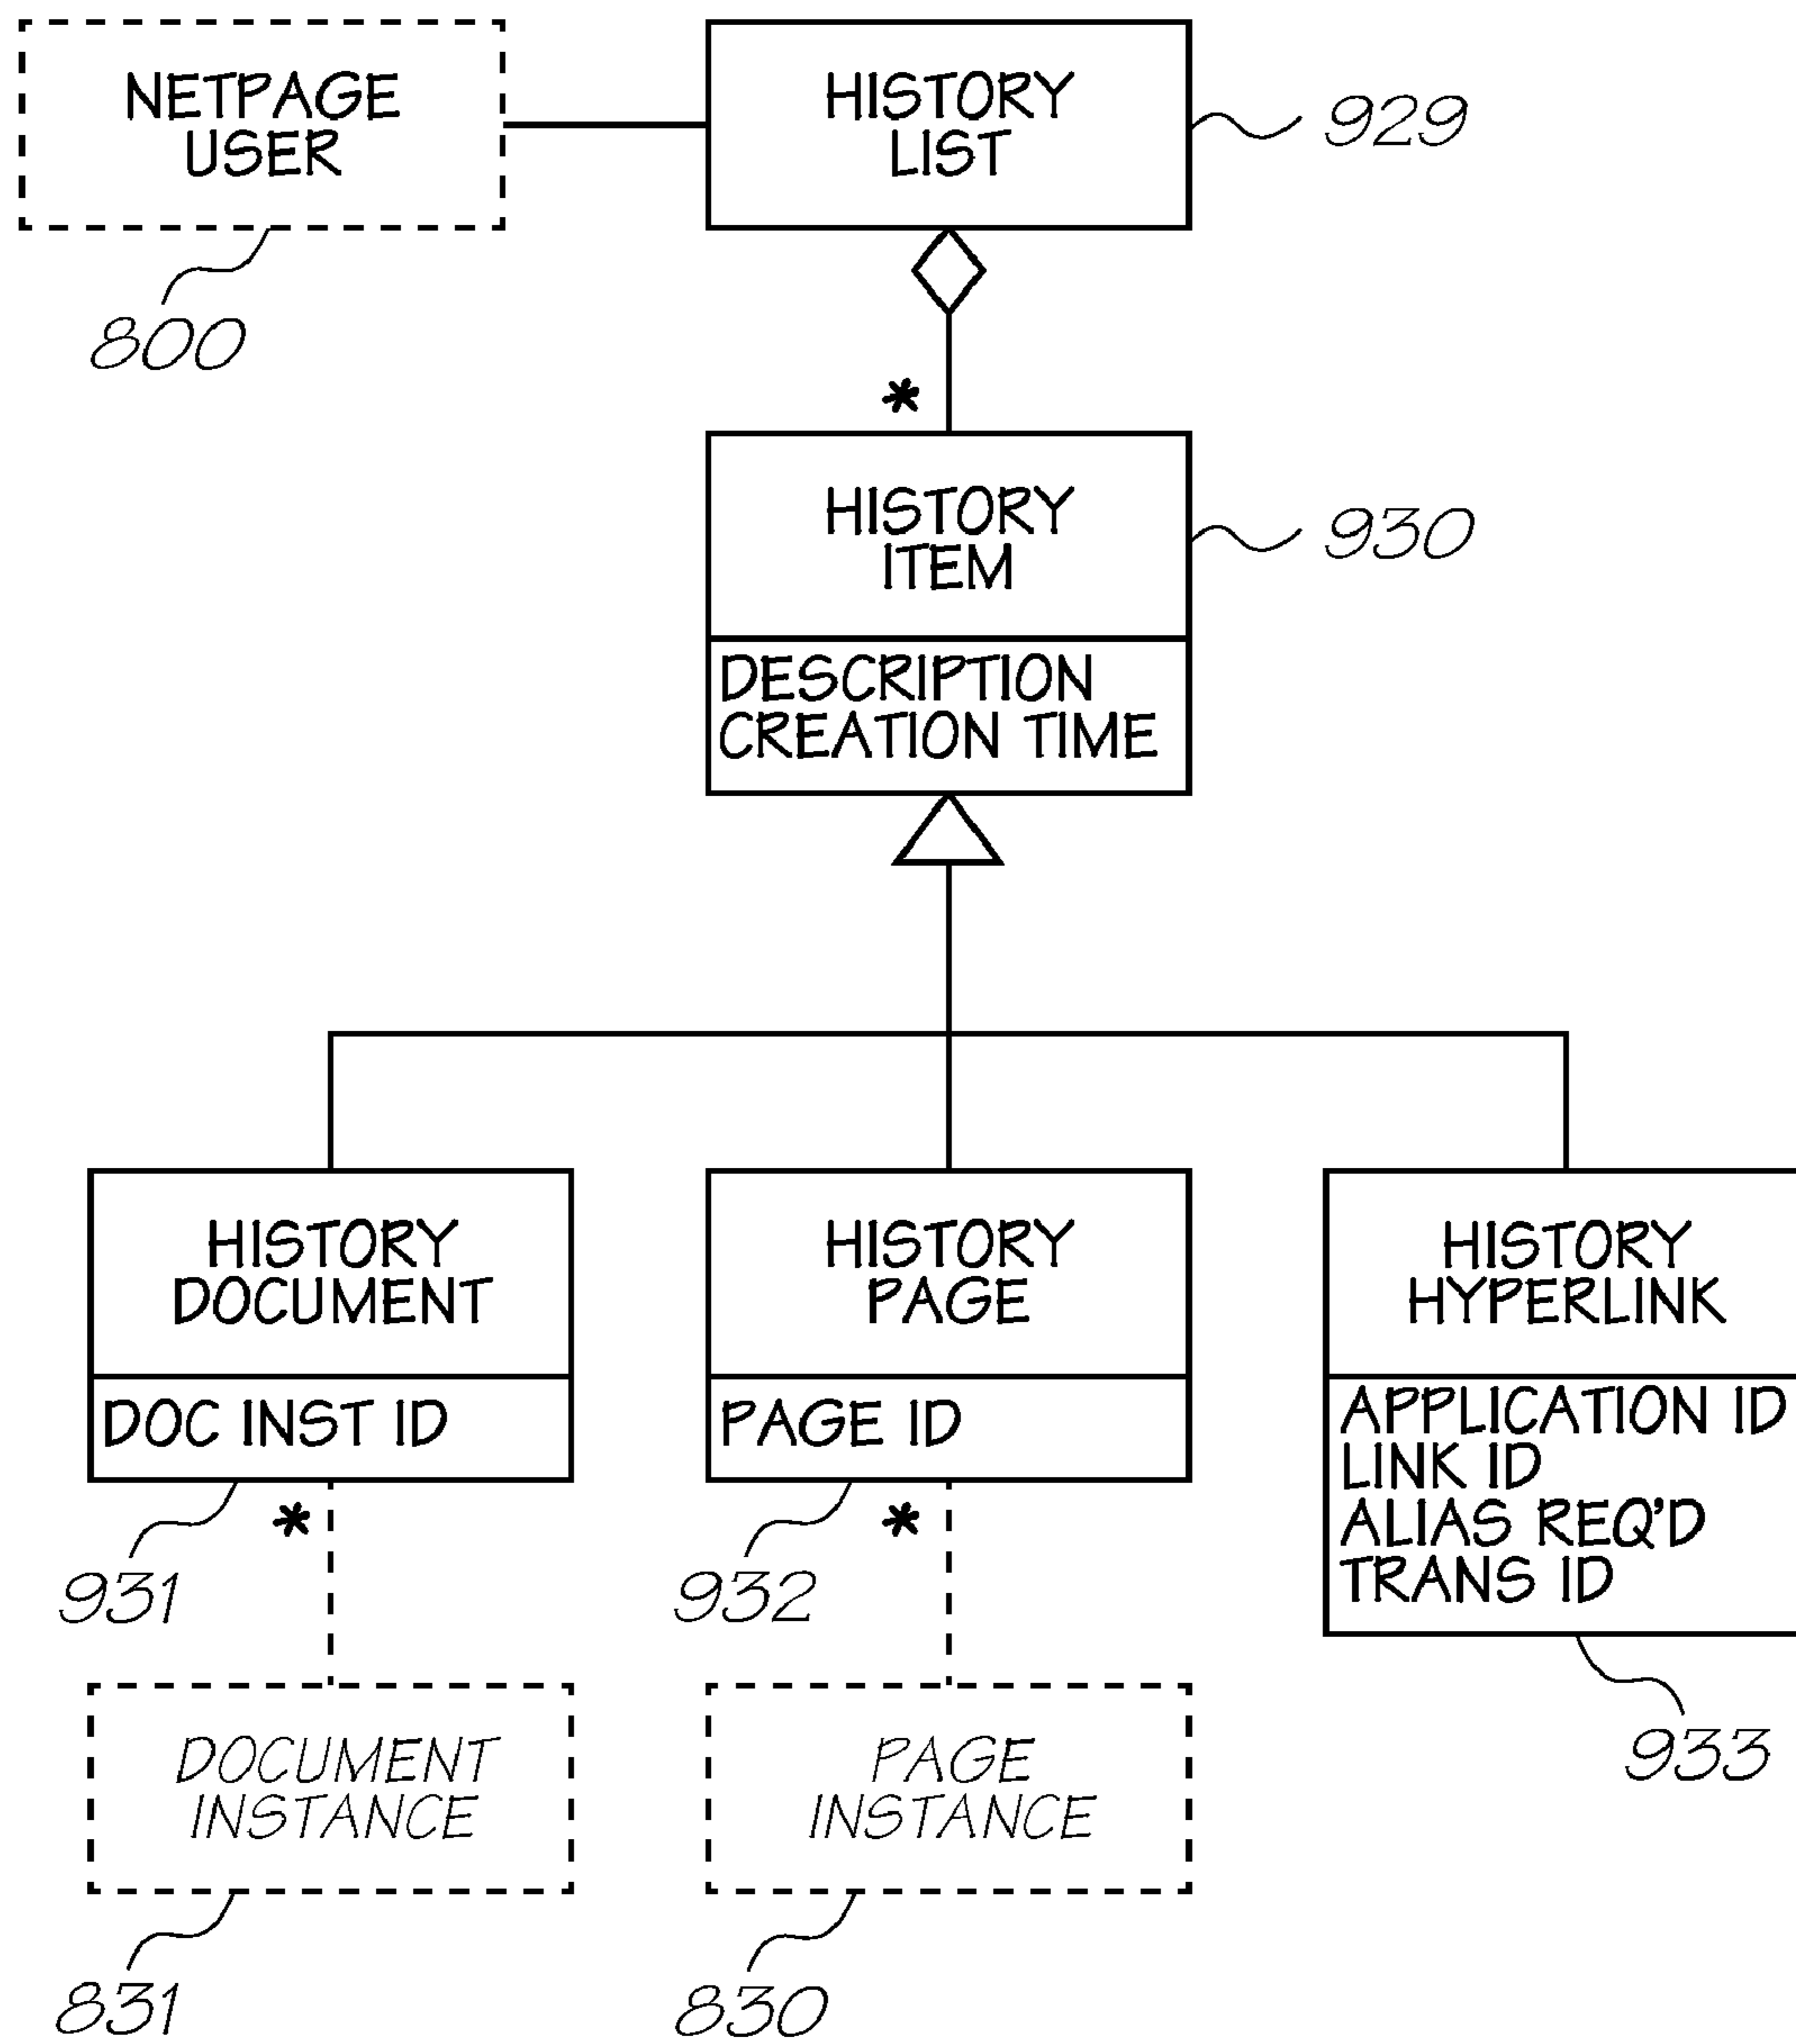 NETPAGE
USER
800
HISTORY
LIST
929
*
HISTORY
ITEM
930
DESCRIPTION
CREATION TIME
HISTORY
DOCUMENT
DOC INST ID
*
931
HISTORY
PAGE
PAGE ID
*
932
HISTORY
HYPERLINK
APPLICATION ID
LINK ID
ALIAS REQ'D
TRANS ID
933
DOCUMENT
INSTANCE
831
PAGE
INSTANCE
830